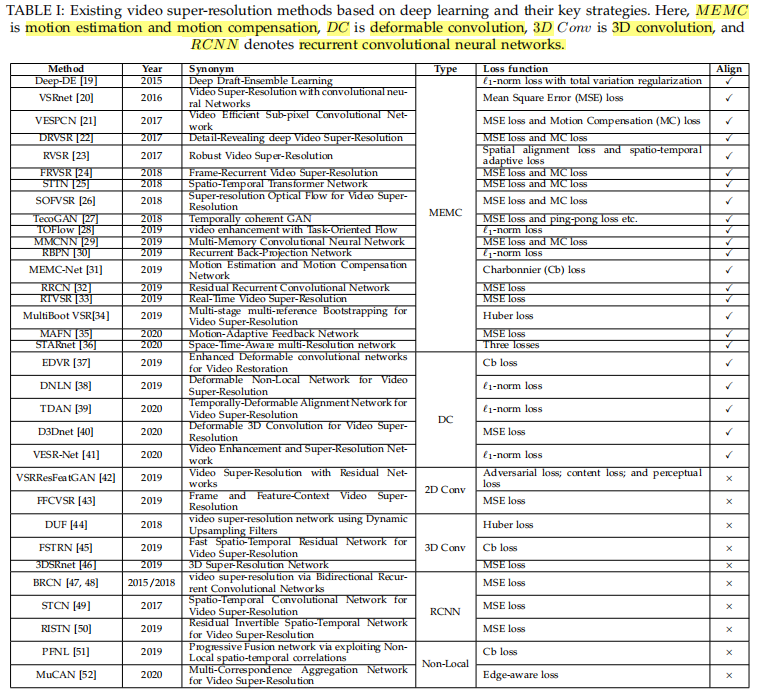 TABLE I: Existing video super-resolution methods based on deep learning and their key strategies. Here, MEMC
is motion estimation and motion compensation, DC is deformable convolution, 3D Conv is 3D convolution, and
RCNN denotes recurrent convolutional neural networks.
Method Year Synonym Type Loss function Align
Deep-DE [19] 2015 Deep Draft-Ensemble Learning ℓ1-norm loss with total variation regularization ✓
VSRnet [20] 2016 Video Super-Resolution with convolutional neu-
ral Networks Mean Square Error (MSE) loss ✓
VESPCN [21] 2017 Video Efficient Sub-pixel Convolutional Net-
work MSE loss and Motion Compensation (MC) loss ✓
DRVSR [22] 2017 Detail-Revealing deep Video Super-Resolution MSE loss and MC loss ✓
RVSR [23] 2017 Robust Video Super-Resolution Spatial alignment loss and spatio-temporal
adaptive loss ✓
FRVSR [24] 2018 Frame-Recurrent Video Super-Resolution MSE loss and MC loss ✓
STTN [25] 2018 Spatio-Temporal Transformer Network MSE loss and MC loss ✓
SOFVSR [26] 2018 Super-resolution Optical Flow for Video Super-
Resolution MSE loss and MC loss ✓
TecoGAN [27] 2018 Temporally coherent GAN MEMC MSE loss and ping-pong loss etc. ✓
TOFlow [28] 2019 video enhancement with Task-Oriented Flow ℓ1-norm loss ✓
MMCNN [29] 2019 Multi-Memory Convolutional Neural Network MSE loss and MC loss ✓
RBPN [30] 2019 Recurrent Back-Projection Network ℓ1-norm loss ✓
MEMC-Net [31] 2019 Motion Estimation and Motion Compensation
Network Charbonnier (Cb) loss ✓
RRCN [32] 2019 Residual Recurrent Convolutional Network MSE loss ✓
RTVSR [33] 2019 Real-Time Video Super-Resolution MSE loss ✓
MultiBoot VSR[34] 2019 Multi-stage multi-reference Bootstrapping for
Video Super-Resolution Huber loss ✓
MAFN [35] 2020 Motion-Adaptive Feedback Network MSE loss ✓
STARnet [36] 2020 Space-Time-Aware multi-Resolution network Three losses ✓
EDVR [37] 2019 Enhanced Deformable convolutional networks
for Video Restoration Cb loss ✓
DNLN [38] 2019 Deformable Non-Local Network for Video
Super-Resolution ℓ1-norm loss ✓
TDAN [39] 2020 Temporally-Deformable Alignment Network for
Video Super-Resolution DC ℓ1-norm loss ✓
D3Dnet [40] 2020 Deformable 3D Convolution for Video Super-
Resolution MSE loss ✓
VESR-Net [41] 2020 Video Enhancement and Super-Resolution Net-
work ℓ1-norm loss ✓
VSRResFeatGAN [42] 2019 Video Super-Resolution with Residual Net-
works 2D Conv Adversarial loss; content loss; and perceptual
loss ×
FFCVSR [43] 2019 Frame and Feature-Context Video Super-
Resolution MSE loss ×
DUF [44] 2018 video super-resolution network using Dynamic
Upsampling Filters Huber loss ×
FSTRN [45] 2019 Fast Spatio-Temporal Residual Network for
Video Super-Resolution 3D Conv Cb loss ×
3DSRnet [46] 2019 3D Super-Resolution Network MSE loss ×
BRCN [47, 48] 2015/2018 video super-resolution via Bidirectional Recur-
rent Convolutional Networks MSE loss ×
STCN [49] 2017 Spatio-Temporal Convolutional Network for
Video Super-Resolution RCNN MSE loss ×
RISTN [50] 2019 Residual Invertible Spatio-Temporal Network
for Video Super-Resolution MSE loss ×
PFNL [51] 2019 Progressive Fusion network via exploiting Non-
Local spatio-temporal correlations Non-Local Cb loss ×
MuCAN [52] 2020 Multi-Correspondence Aggregation Network
for Video Super-Resolution Edge-aware loss ×